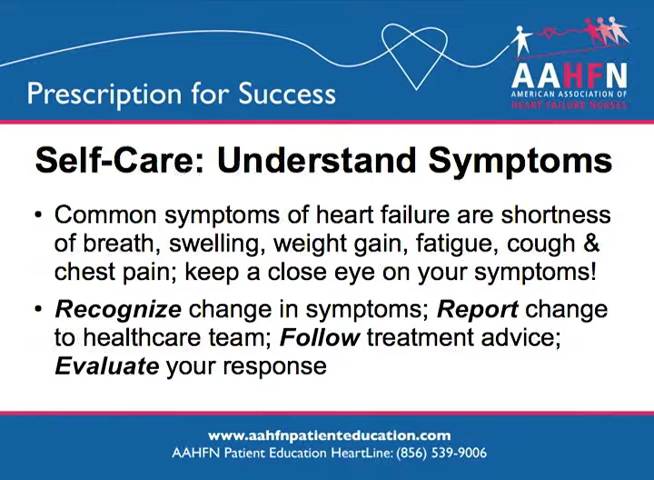 Prescription for Success
AAHFN
AMERICAN ASSOCIATION OF
HEART FAILURE NURSES
Self-Care: Understand Symptoms
• Common symptoms of heart failure are shortness
of breath, swelling, weight gain, fatigue, cough &
chest pain; keep a close eye on your symptoms!
• Recognize change in symptoms; Report change
to healthcare team; Follow treatment advice;
Evaluate your response
www.aahfnpatienteducation.com
AAHFN Patient Education HeartLine: (856) 539-9006